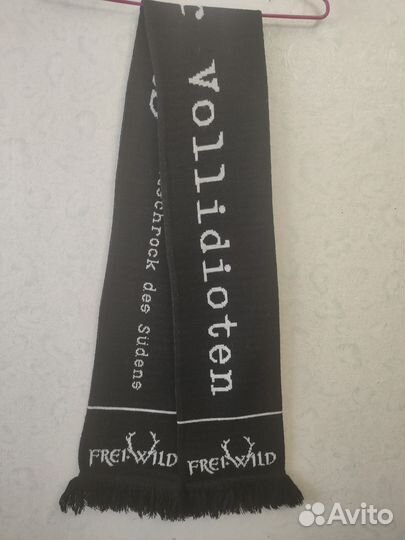 Vollidioten
schrock des Südens
FREI.WILD
FREI.WILD
Avito